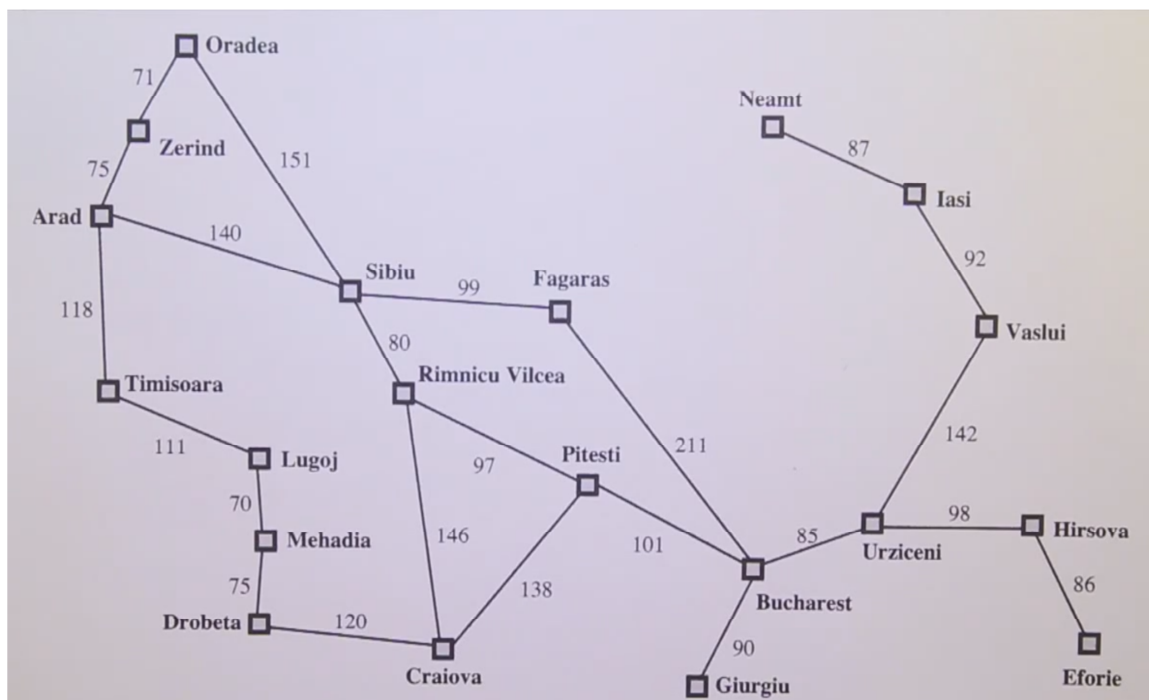 Oradea
71
Neamt
87
Zerind
151
75
Iasi
Arad
140
92
Sibiu
Fagaras
99
118
Vaslui
80
Rimnicu Vilcea
Timisoara
211
142
111
Lugoj
97
Pitesti
70
98
Hirsova
Mehadia
146
101
85
Urziceni
75
138
86
Drobeta
120
Bucharest
90
Craiova
Giurgiu
Eforie